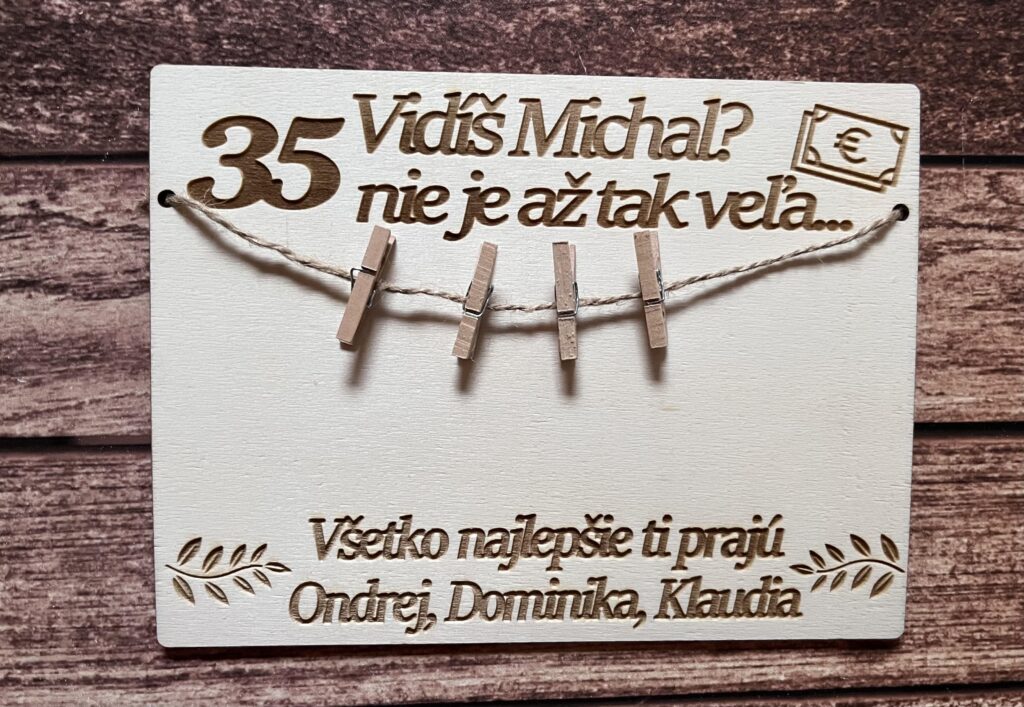 35 Vidíš Michal?
nie je až tak veľa...
€
Všetko najlepšie ti prajú
Ondrej, Dominika, Klaudia